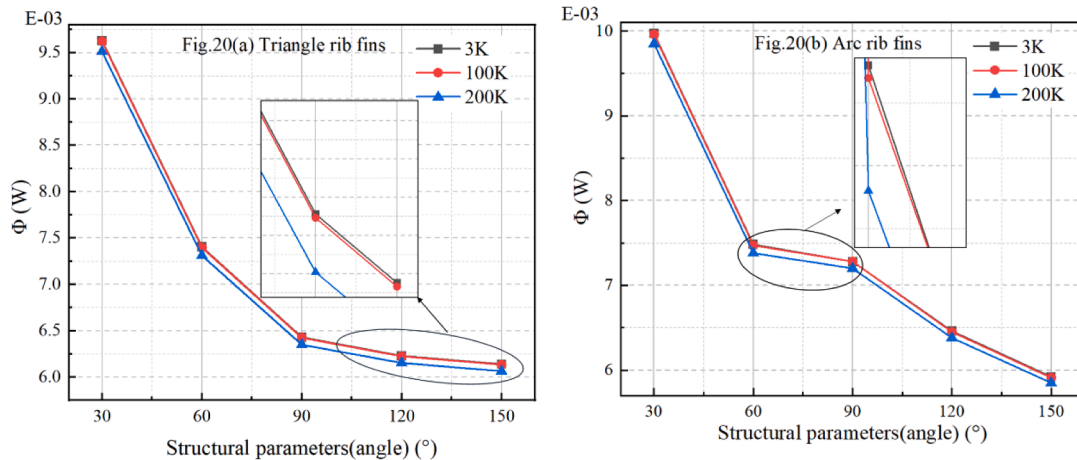 E-03
Fig.20(a) Triangle rib fins
3K
100K
200K
9.5
9.0
8.5
8.0
7.5
7.0
6.5
6.0
Φ (W)
30 60 90 120 150
Structural parameters(angle) (°)
E-03
Fig.20(b) Arc rib fins
3K
100K
200K
10
9
8
7
6
Φ (W)
30 60 90 120 150
Structural parameters(angle) (°)